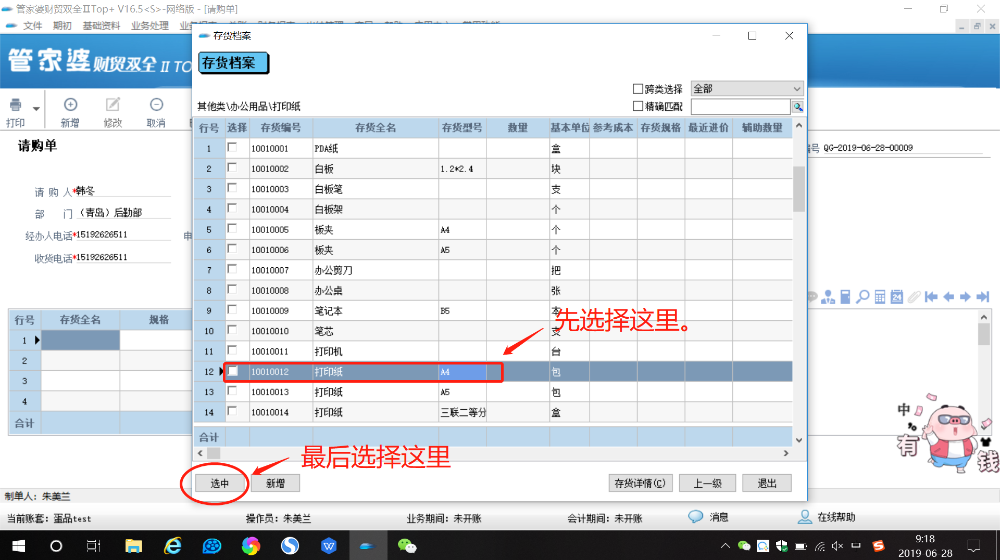 管家婆财贸双全ⅡTop+ V16.5<S>-网络版 - [请购单]
文件 期初 基础资料 业务处理
存货档案
管家婆 财贸双全 II TO
存货档案
跨类选择 全部
其他类\办公用品\打印纸 精确匹配
打印 新增 修改 取消
请购单
编号 QG-2019-06-28-00009
请 购 人*韩冬
部 门 (青岛)后勤部
经办人电话*15192626511 申
收货电话*15192626511
行号 选择 存货编号 存货全名 存货型号 数量 基本单位 参考成本 存货规格 最近进价 辅助数量
1 10010001 PDA纸 盒
2 10010002 白板 1.2*2.4 块
3 10010003 白板笔 支
4 10010004 白板架 个
5 10010005 板夹 A4 个
6 10010006 板夹 A5 个
7 10010007 办公剪刀 把
8 10010008 办公桌 张
9 10010009 笔记本 B5 本
10 10010010 笔芯 支
11 10010011 打印机 台
12 10010012 打印纸 A4 包
13 10010013 打印纸 A5 包
14 10010014 打印纸 三联二等分 盒
合计
先选择这里。
最后选择这里
选中 新增 存货详情(C) 上一级 退出
24
行号 存货全名 规格
1
2
3
4
合计
中
有
钱
制单人: 朱美兰
当前账套: 蛋品test 操作员: 朱美兰 业务期间: 未开账 会计期间: 未开账 消息 在线帮助
中
9:18
2019-06-28